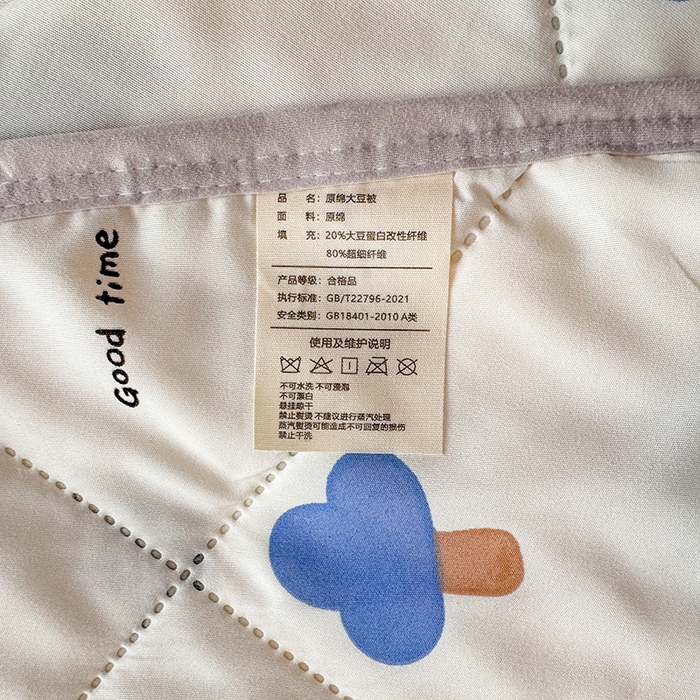 品 名：原绵大豆被
面 料：原绵
填 充：20%大豆蛋白改性纤维
80%超细纤维
产品等级：合格品
执行标准：GB/T22796-2021
安全类别：GB18401-2010 A类
使用及维护说明
不可水洗 不可浸泡
不可漂白
悬挂晾干
禁止熨烫 不建议进行蒸汽处理
蒸汽熨烫可能造成不可回复的损伤
禁止干洗
Good time